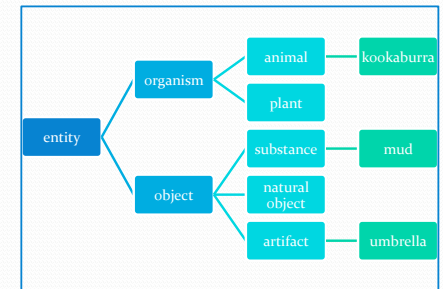 animal
kookaburra
organism
plant
entity
substance
mud
object
natural
object
artifact
umbrella